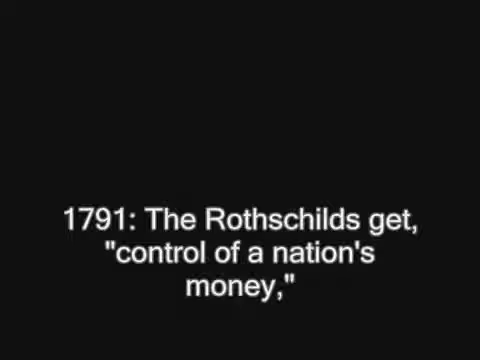 1791: The Rothschilds get,
"control of a nation's
money,"